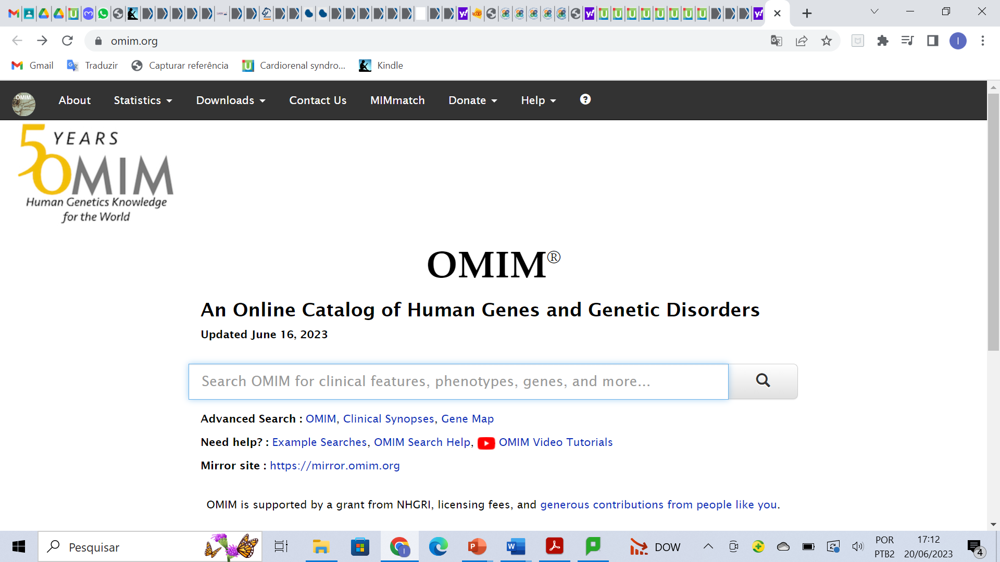 omim.org
Gmail Traduzir Capturar referência Cardiorenal syndro... Kindle
OMIM About Statistics Downloads Contact Us MIMmatch Donate Help ?
50 YEARS
OMIM
Human Genetics Knowledge
for the World
OMIM®
An Online Catalog of Human Genes and Genetic Disorders
Updated June 16, 2023
Search OMIM for clinical features, phenotypes, genes, and more...
Advanced Search : OMIM, Clinical Synopses, Gene Map
Need help? : Example Searches, OMIM Search Help, OMIM Video Tutorials
Mirror site : https://mirror.omim.org
OMIM is supported by a grant from NHGRI, licensing fees, and generous contributions from people like you.
Pesquisar
DOW
POR
PTB2
17:12
20/06/2023
4